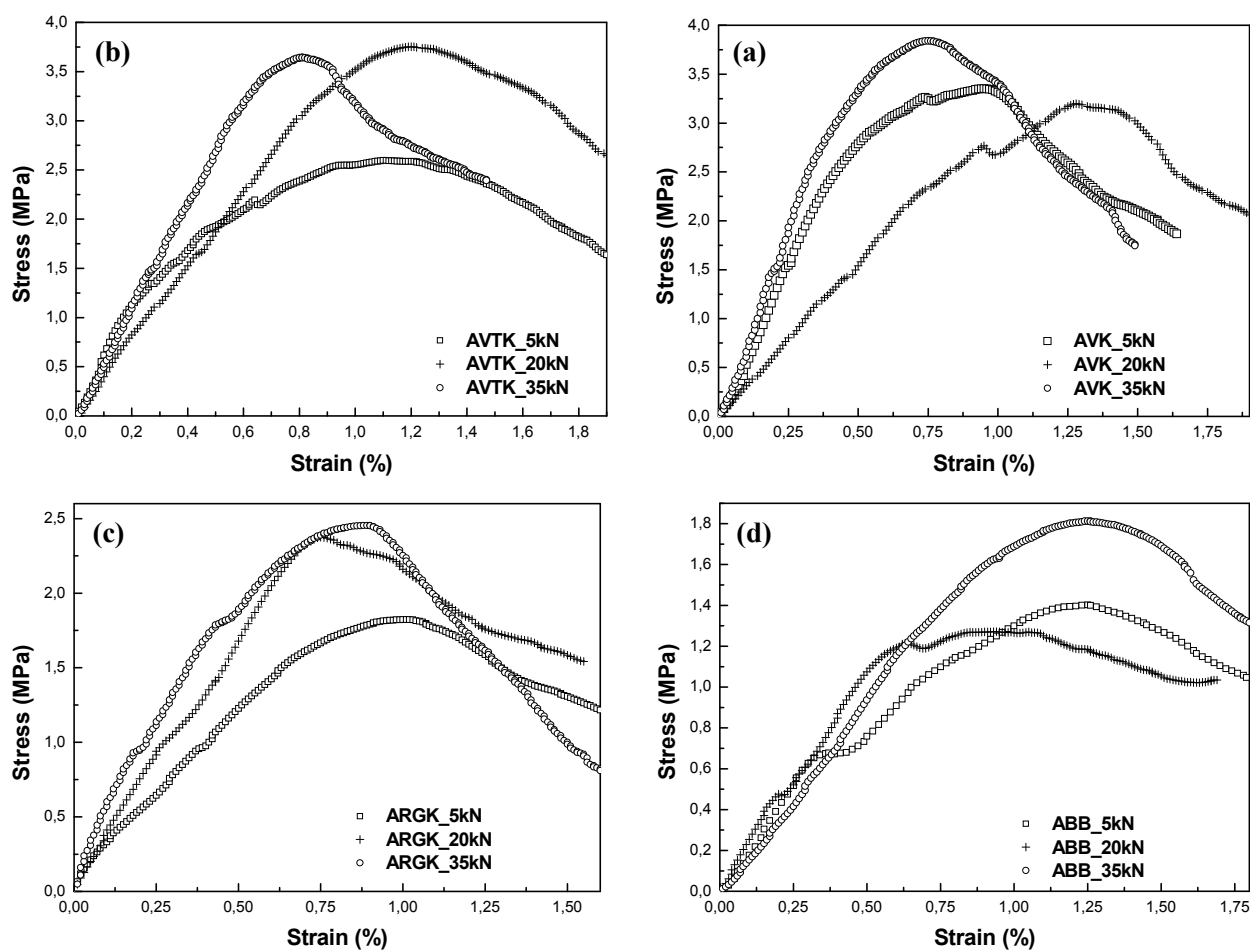 (b)
Stress (MPa)
4,0
3,5
3,0
2,5
2,0
1,5
1,0
0,5
0,0
AVTK_5kN
AVTK_20kN
AVTK_35kN
0,0 0,2 0,4 0,6 0,8 1,0 1,2 1,4 1,6 1,8
Strain (%)
(a)
Stress (MPa)
4,0
3,5
3,0
2,5
2,0
1,5
1,0
0,5
0,0
AVK_5kN
AVK_20kN
AVK_35kN
0,00 0,25 0,50 0,75 1,00 1,25 1,50 1,75
Strain (%)
(c)
Stress (MPa)
2,5
2,0
1,5
1,0
0,5
0,0
ARGK_5kN
ARGK_20kN
ARGK_35kN
0,00 0,25 0,50 0,75 1,00 1,25 1,50
Strain (%)
(d)
Stress (MPa)
1,8
1,6
1,4
1,2
1,0
0,8
0,6
0,4
0,2
0,0
ABB_5kN
ABB_20kN
ABB_35kN
0,00 0,25 0,50 0,75 1,00 1,25 1,50 1,75
Strain (%)